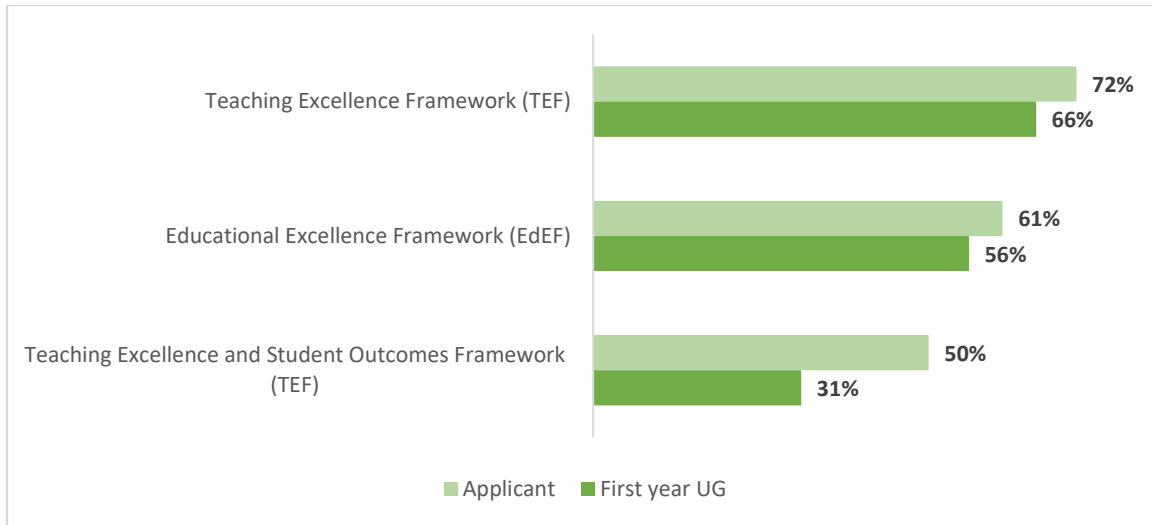 Teaching Excellence Framework (TEF)
72%
66%
Educational Excellence Framework (EdEF)
61%
56%
Teaching Excellence and Student Outcomes Framework
(TEF)
50%
31%
Applicant
First year UG